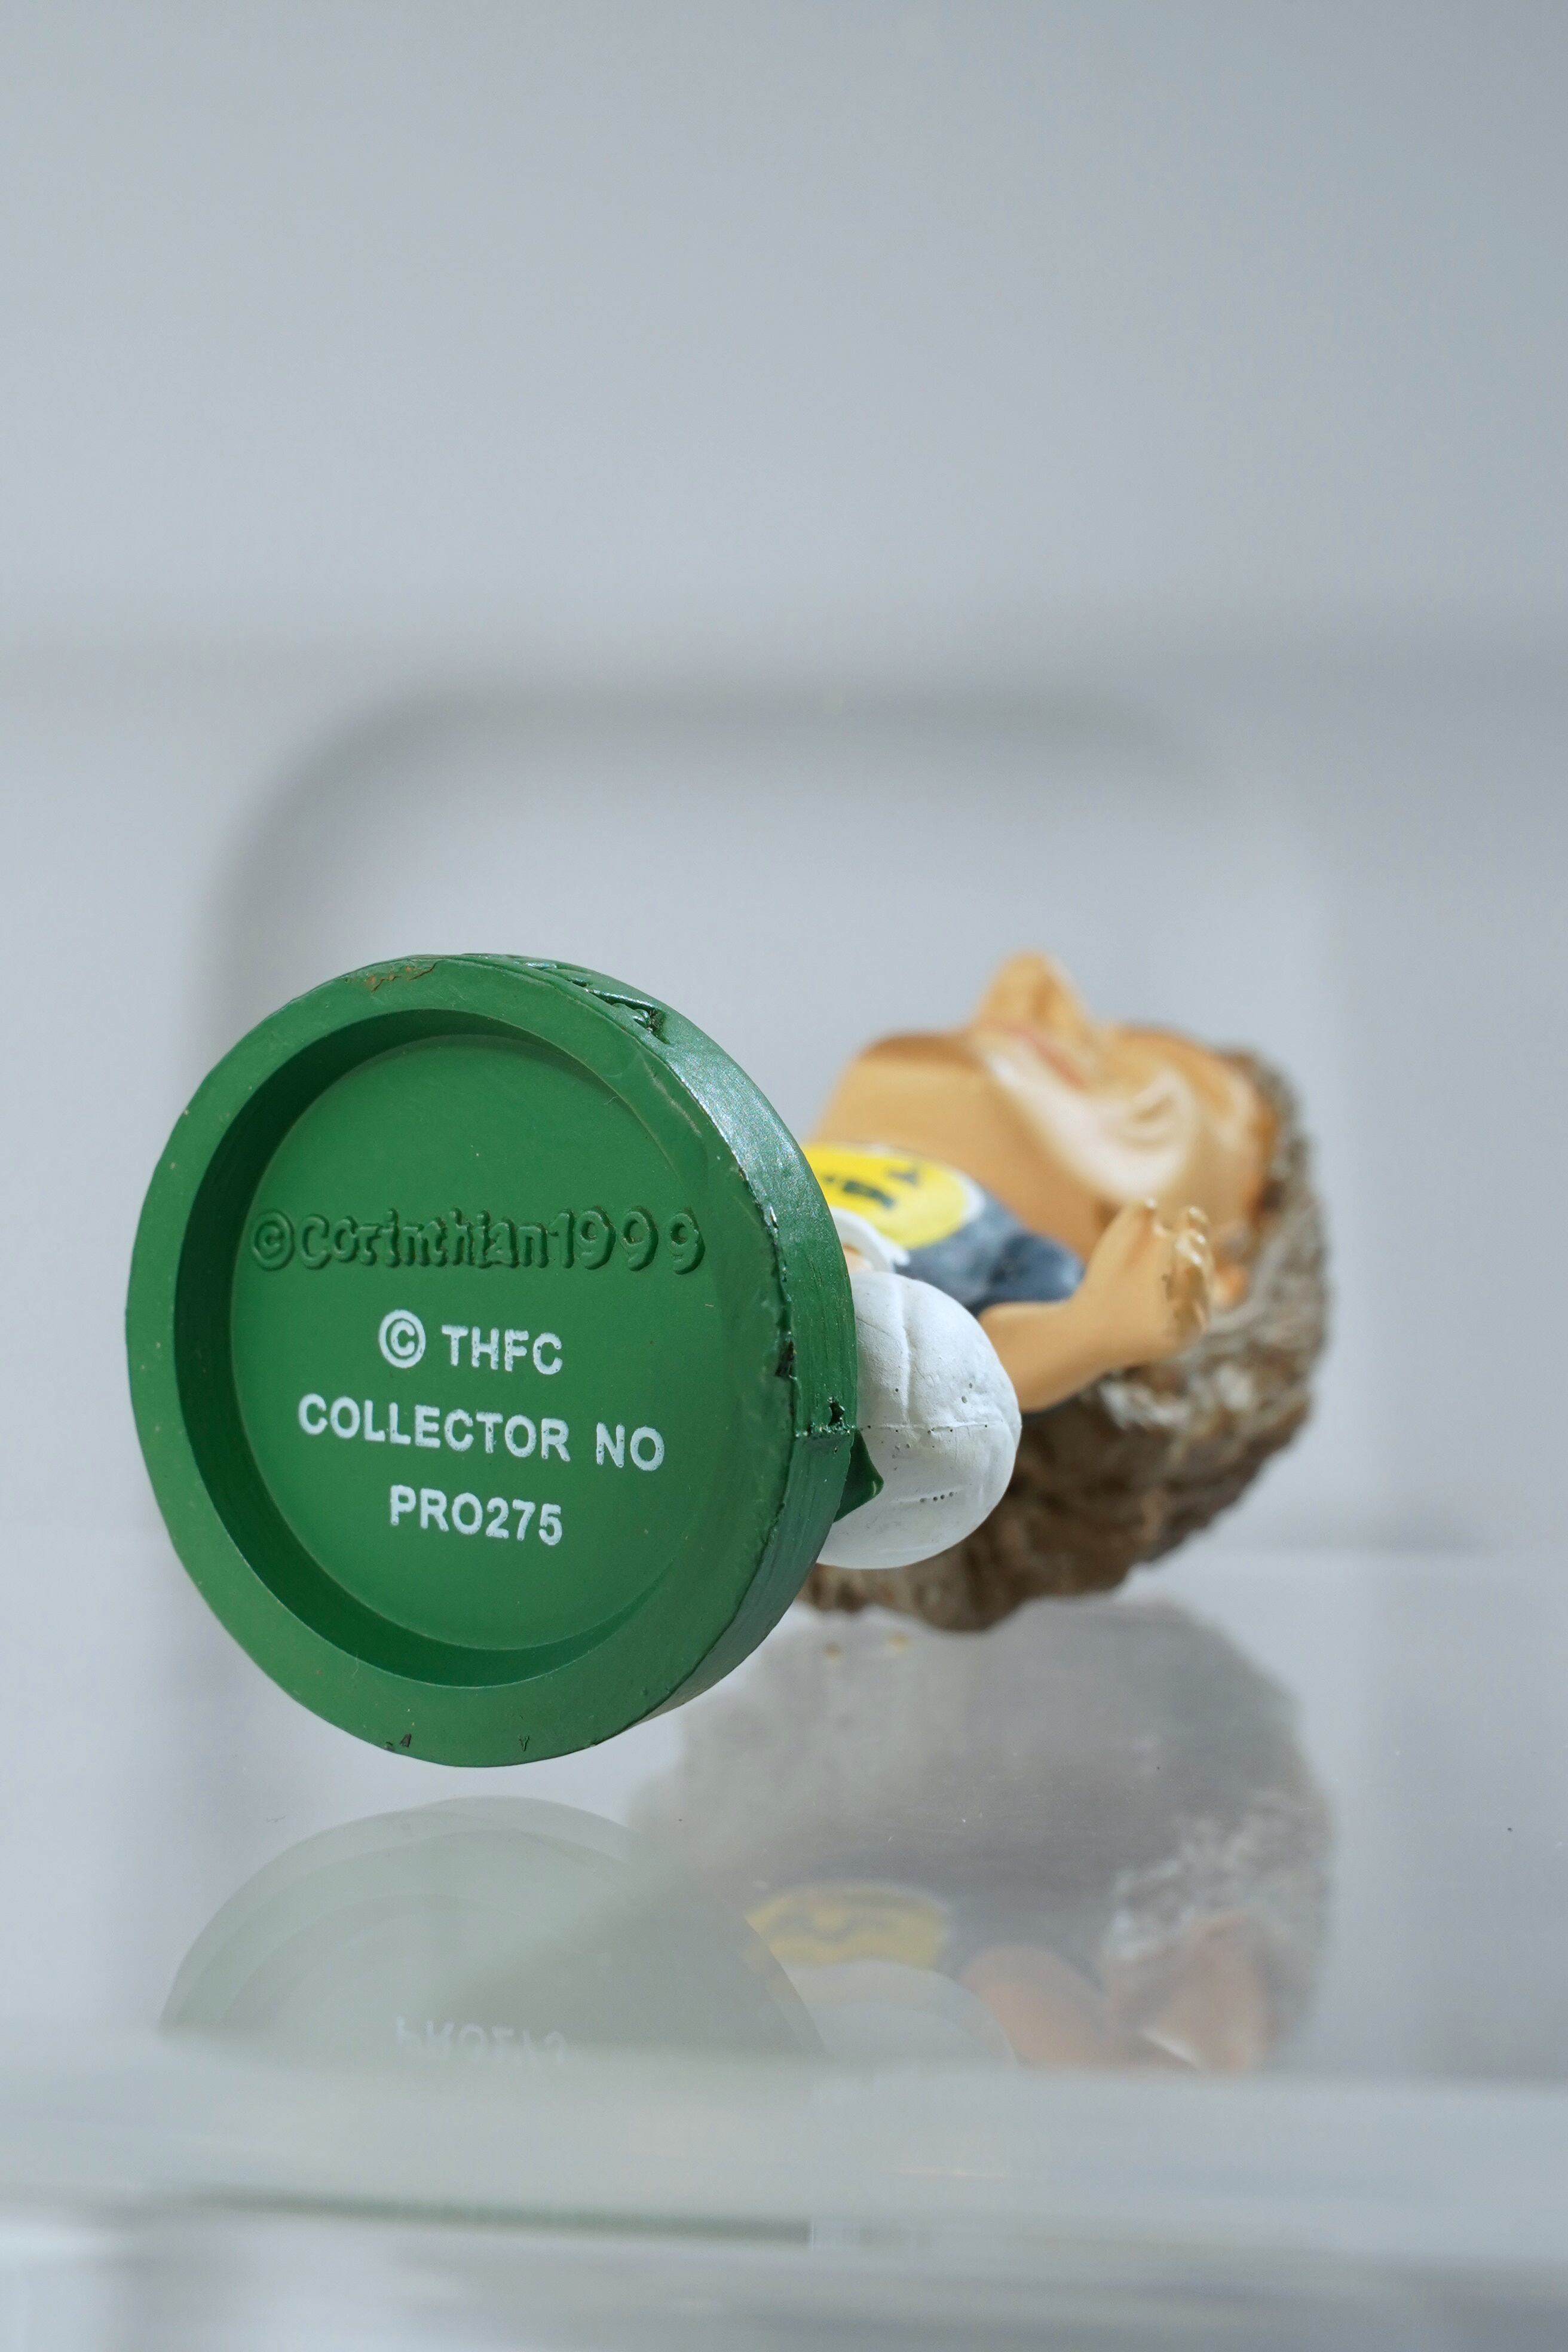 ©Corinthian1999
© THFC
COLLECTOR NO
PRO275